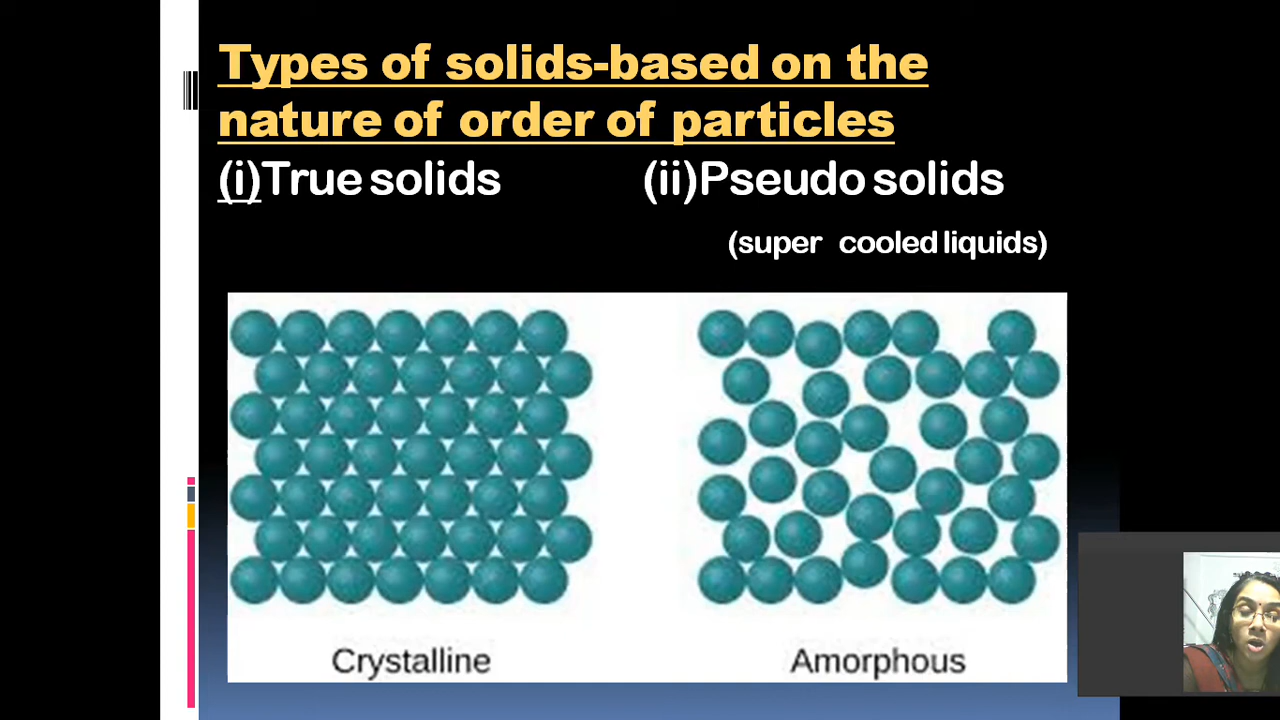 Types of solids-based on the
nature of order of particles
(i)True solids (ii)Pseudo solids
(super cooled liquids)
Crystalline Amorphous